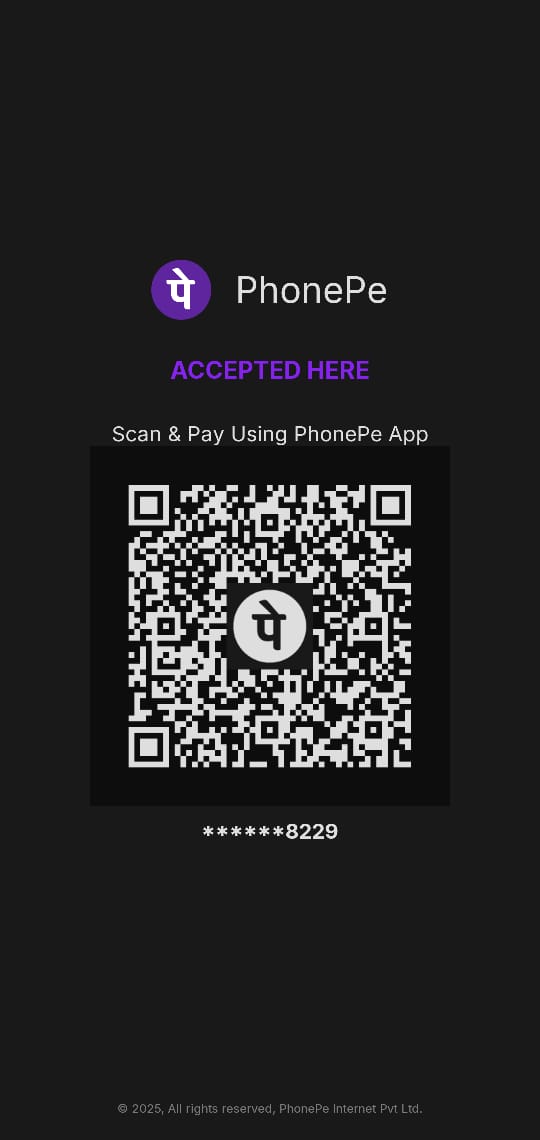 पे PhonePe
ACCEPTED HERE
Scan & Pay Using PhonePe App
पे
******8229
© 2025, All rights reserved, PhonePe Internet Pvt Ltd.